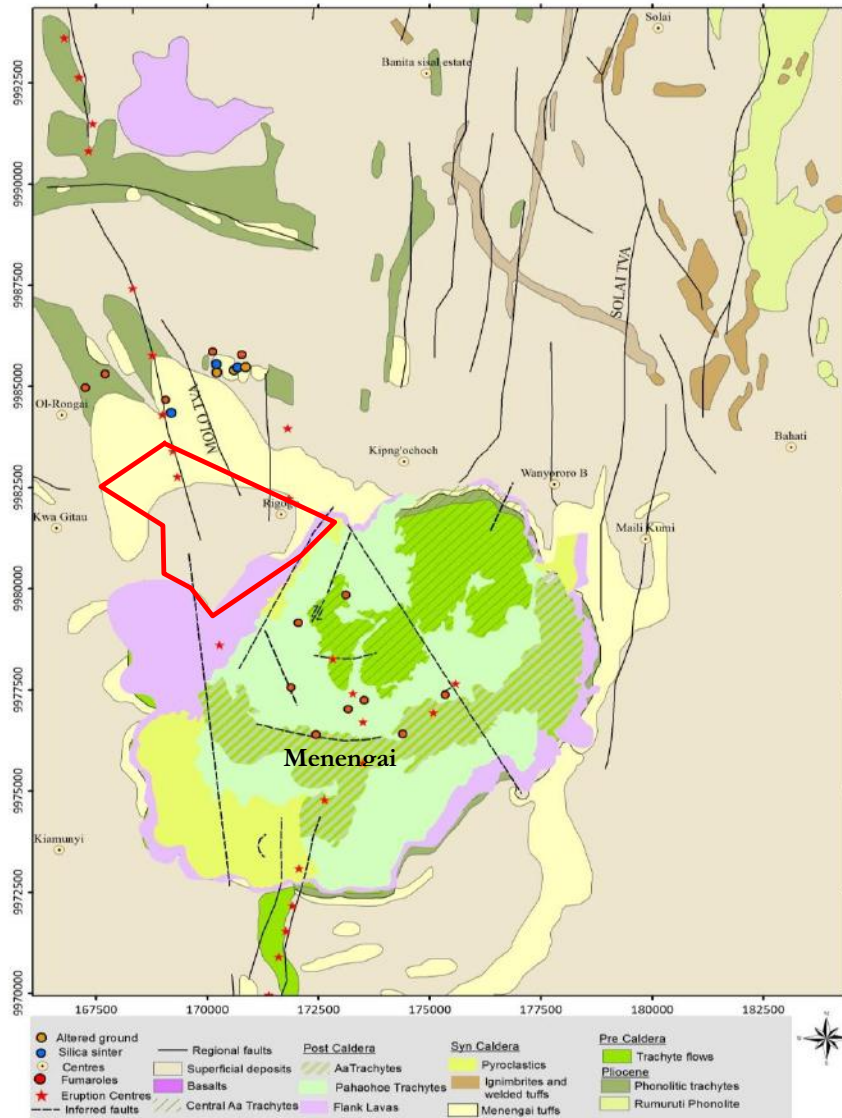 Solai
Banita sisal estate
9992500
9990000
9987500
SOLAI TVA
9985000
Ol-Rongai
MOLO TVA
Kipng'ochoch
Bahati
Wanyororo B
9982500
Rigogo
Kwa Gitau
Maili Kumi
9980000
9977500
Menengai
9975000
Kiamunyi
9972500
9970000
167500 170000 172500 175000 177500 180000 182500
Altered ground
Silica sinter
Centres
Fumaroles
Eruption Centres
Inferred faults
Regional faults
Superficial deposits
Basalts
Central Aa Trachytes
Post Caldera
AaTrachytes
Pahaohoe Trachytes
Flank Lavas
Syn Caldera
Pyroclastics
Ignimbrites and
welded tuffs
Menengai tuffs
Pre Caldera
Trachyte flows
Pliocene
Phonolitic trachytes
Rumuruti Phonolite